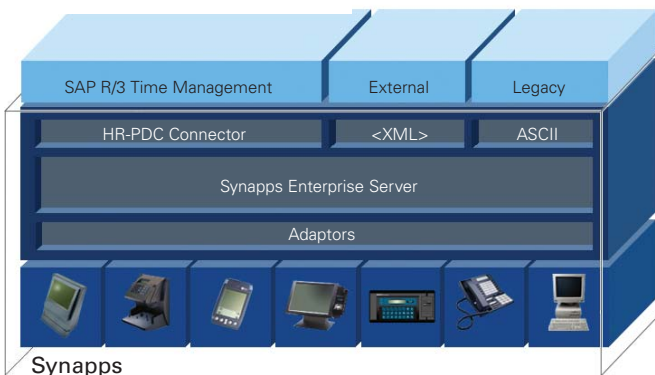 SAP R/3 Time Management External Legacy
HR-PDC Connector <XML> ASCII
Synapps Enterprise Server
Adaptors
Synapps